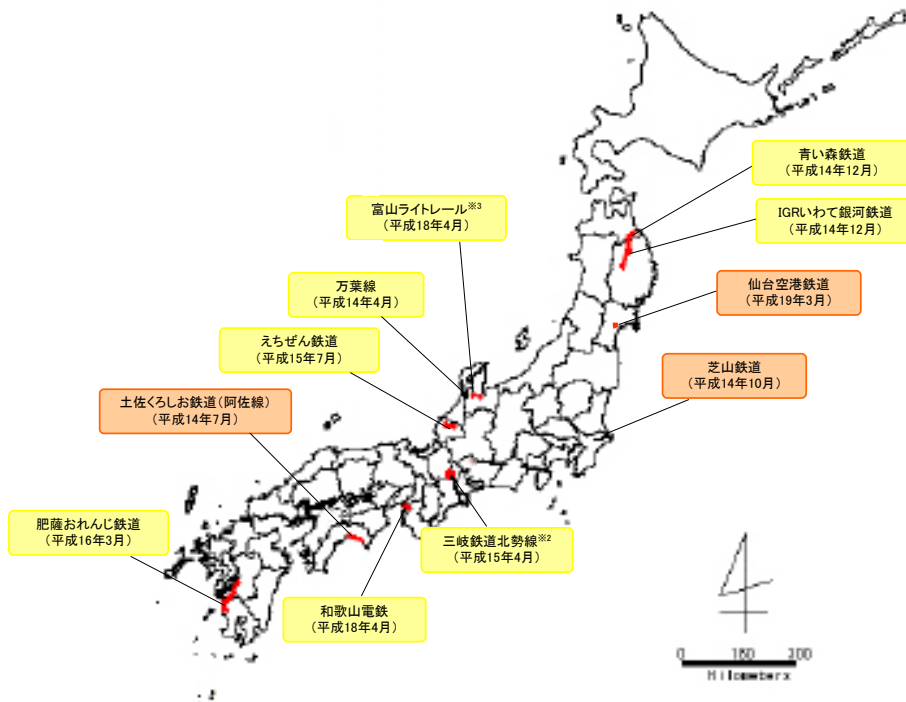 青い森鉄道
(平成14年12月)
富山ライトレール※3
(平成18年4月)
IGRいわて銀河鉄道
(平成14年12月)
万葉線
(平成14年4月)
仙台空港鉄道
(平成19年3月)
えちぜん鉄道
(平成15年7月)
芝山鉄道
(平成14年10月)
土佐くろしお鉄道(阿佐線)
(平成14年7月)
肥薩おれんじ鉄道
(平成16年3月)
三岐鉄道北勢線※2
(平成15年4月)
和歌山電鉄
(平成18年4月)
0 150 300
Kilometers